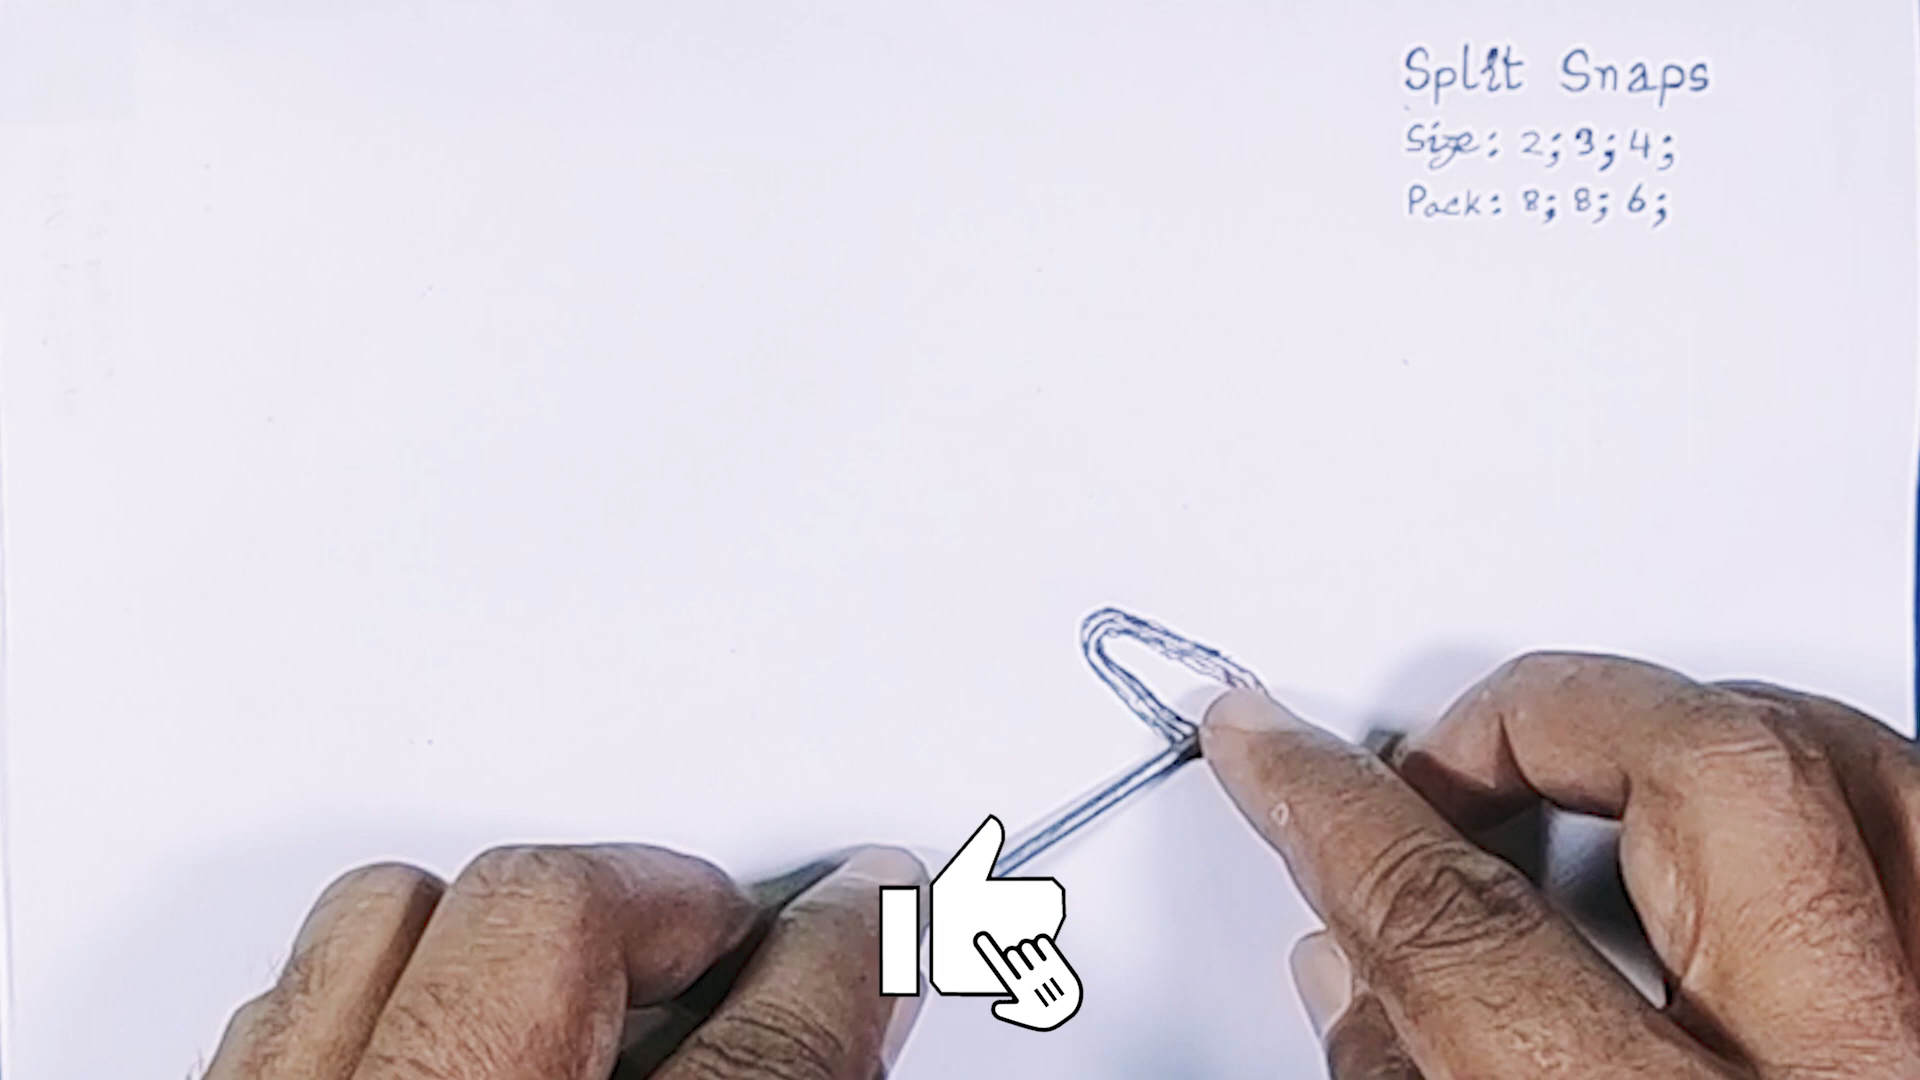 Split Snaps
Size: 2; 3; 4;
Pack: 8; 8; 6;